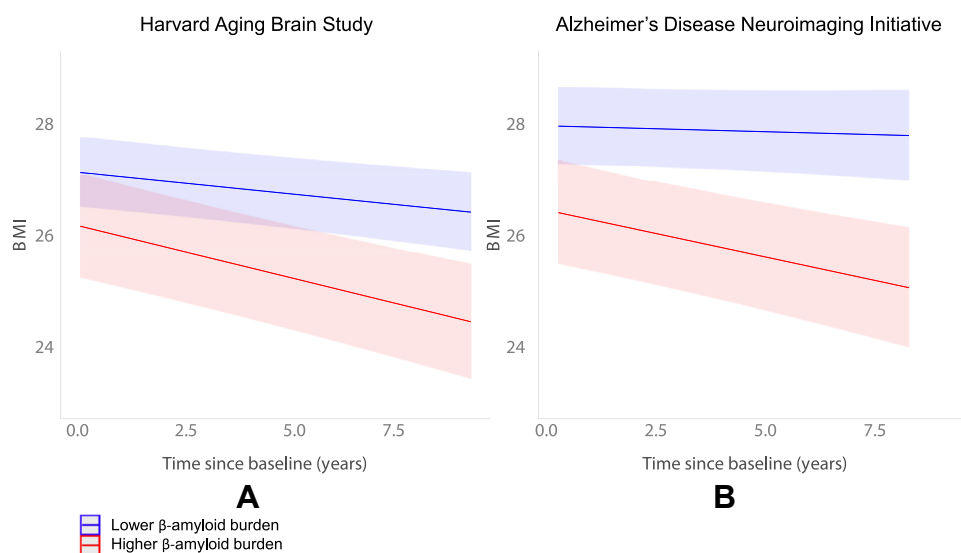 Harvard Aging Brain Study
Alzheimer’s Disease Neuroimaging Initiative
28
26
24
BMI
0.0 2.5 5.0 7.5
Time since baseline (years)
A
28
26
24
BMI
0.0 2.5 5.0 7.5
Time since baseline (years)
B
Lower β-amyloid burden
Higher β-amyloid burden